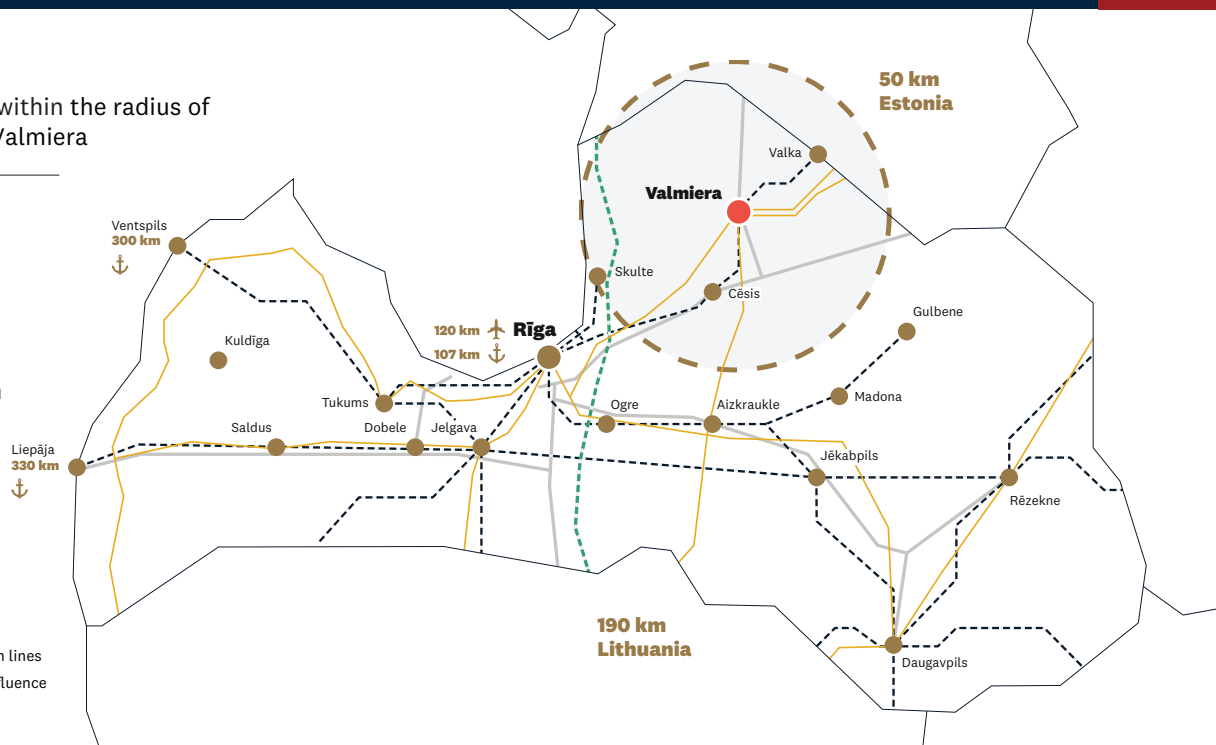 within the radius of
Valmiera
50 km
Estonia
Valka
Valmiera
Ventspils
300 km
Skulte
Cēsis
Gulbene
120 km
Rīga
107 km
Kuldīga
Madona
Tukums
Ogre
Aizkraukle
Saldus
Dobele
Jelgava
Liepāja
330 km
Jēkabpils
Rēzekne
190 km
Lithuania
Daugavpils
lines